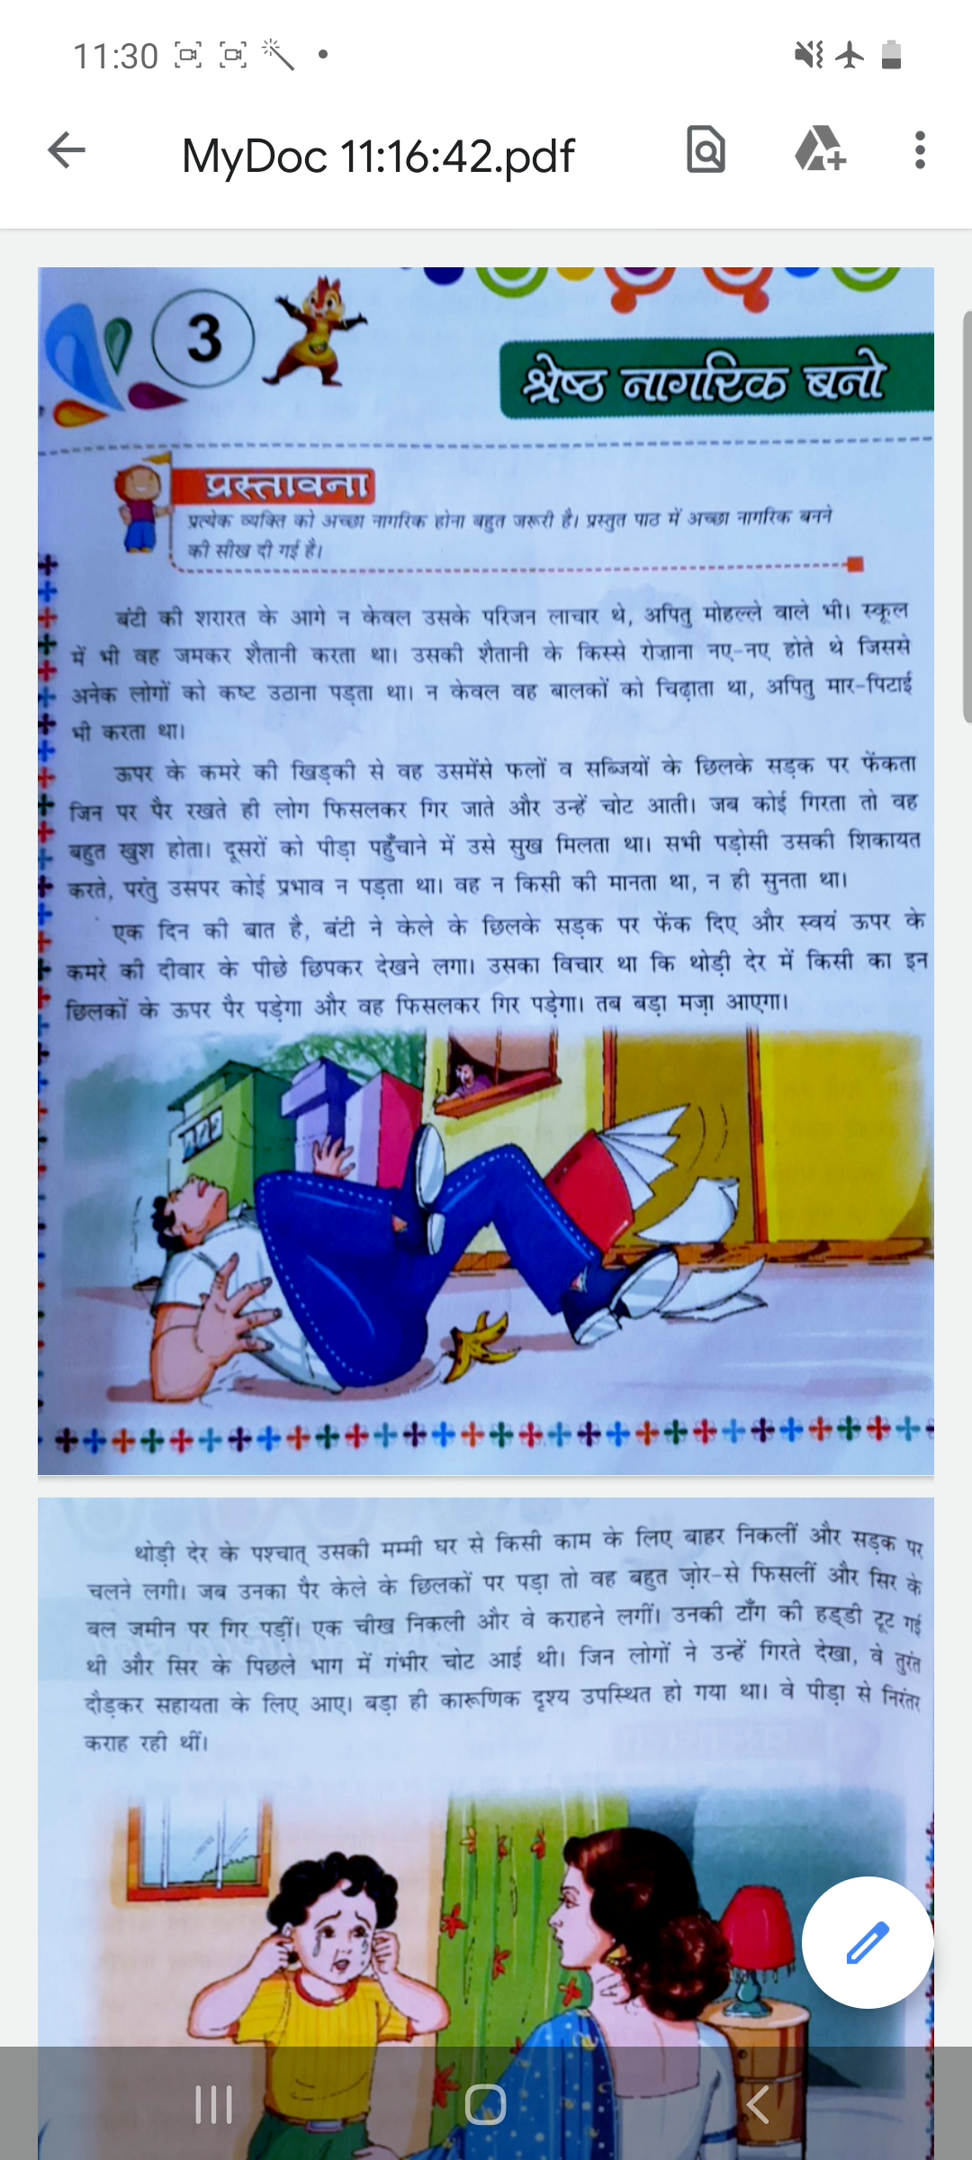 11:30
MyDoc 11:16:42.pdf
3
श्रेष्ठ नागरिक बनो
प्रस्तावना
प्रत्येक व्यक्ति को अच्छा नागरिक होना बहुत जरूरी है। प्रस्तुत पाठ में अच्छा नागरिक बनने
की सीख दी गई है।
बंटी की शरारत के आगे न केवल उसके परिजन लाचार थे, अपितु मोहल्ले वाले भी। स्कूल
में भी वह जमकर शैतानी करता था। उसकी शैतानी के किस्से रोज़ाना नए-नए होते थे जिससे
अनेक लोगों को कष्ट उठाना पड़ता था। न केवल वह बालकों को चिढ़ाता था, अपितु मार-पिटाई
भी करता था।
ऊपर के कमरे की खिड़की से वह उसमेंसे फलों व सब्जियों के छिलके सड़क पर फेंकता
जिन पर पैर रखते ही लोग फिसलकर गिर जाते और उन्हें चोट आती। जब कोई गिरता तो वह
बहुत खुश होता। दूसरों को पीड़ा पहुँचाने में उसे सुख मिलता था। सभी पड़ोसी उसकी शिकायत
करते, परंतु उसपर कोई प्रभाव न पड़ता था। वह न किसी की मानता था, न ही सुनता था।
एक दिन की बात है, बंटी ने केले के छिलके सड़क पर फेंक दिए और स्वयं ऊपर के
कमरे की दीवार के पीछे छिपकर देखने लगा। उसका विचार था कि थोड़ी देर में किसी का इन
छिलकों के ऊपर पैर पड़ेगा और वह फिसलकर गिर पड़ेगा। तब बड़ा मज़ा आएगा।
थोड़ी देर के पश्चात् उसकी मम्मी घर से किसी काम के लिए बाहर निकलीं और सड़क पर
चलने लगी। जब उनका पैर केले के छिलकों पर पड़ा तो वह बहुत ज़ोर-से फिसलीं और सिर के
बल जमीन पर गिर पड़ीं। एक चीख निकली और वे कराहने लगीं। उनकी टाँग की हड्डी टूट गई
थी और सिर के पिछले भाग में गंभीर चोट आई थी। जिन लोगों ने उन्हें गिरते देखा, वे तुरंत
दौड़कर सहायता के लिए आए। बड़ा ही कारूणिक दृश्य उपस्थित हो गया था। वे पीड़ा से निरंतर
कराह रही थीं।